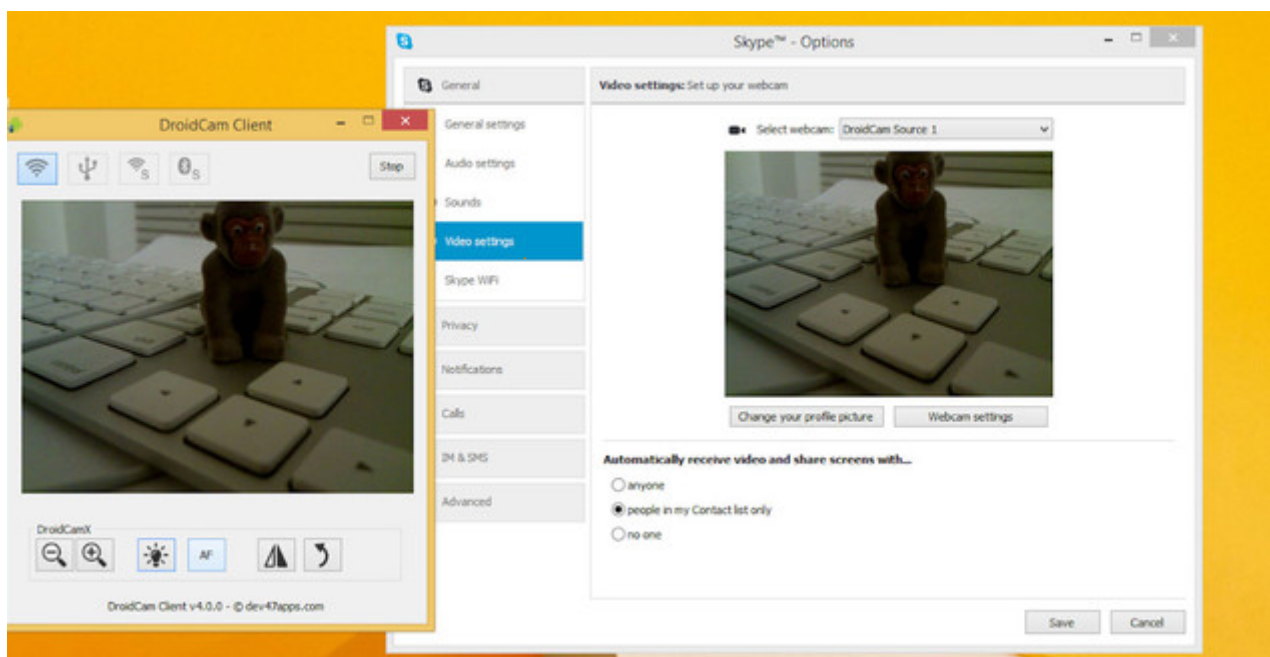 Skype™ - Options
General
Video settings: Set up your webcam
DroidCam Client
General settings
Select webcam: DroidCam Source 1
Stop
S
S
Audio settings
Sounds
Video settings
Skype WiFi
Privacy
Notifications
Calls
Change your profile picture
Webcam settings
IM & SMS
Automatically receive video and share screens with...
anyone
Advanced
people in my Contact list only
no one
DroidCamX
AF
DroidCam Client v4.0.0 - © dev47apps.com
Save
Cancel